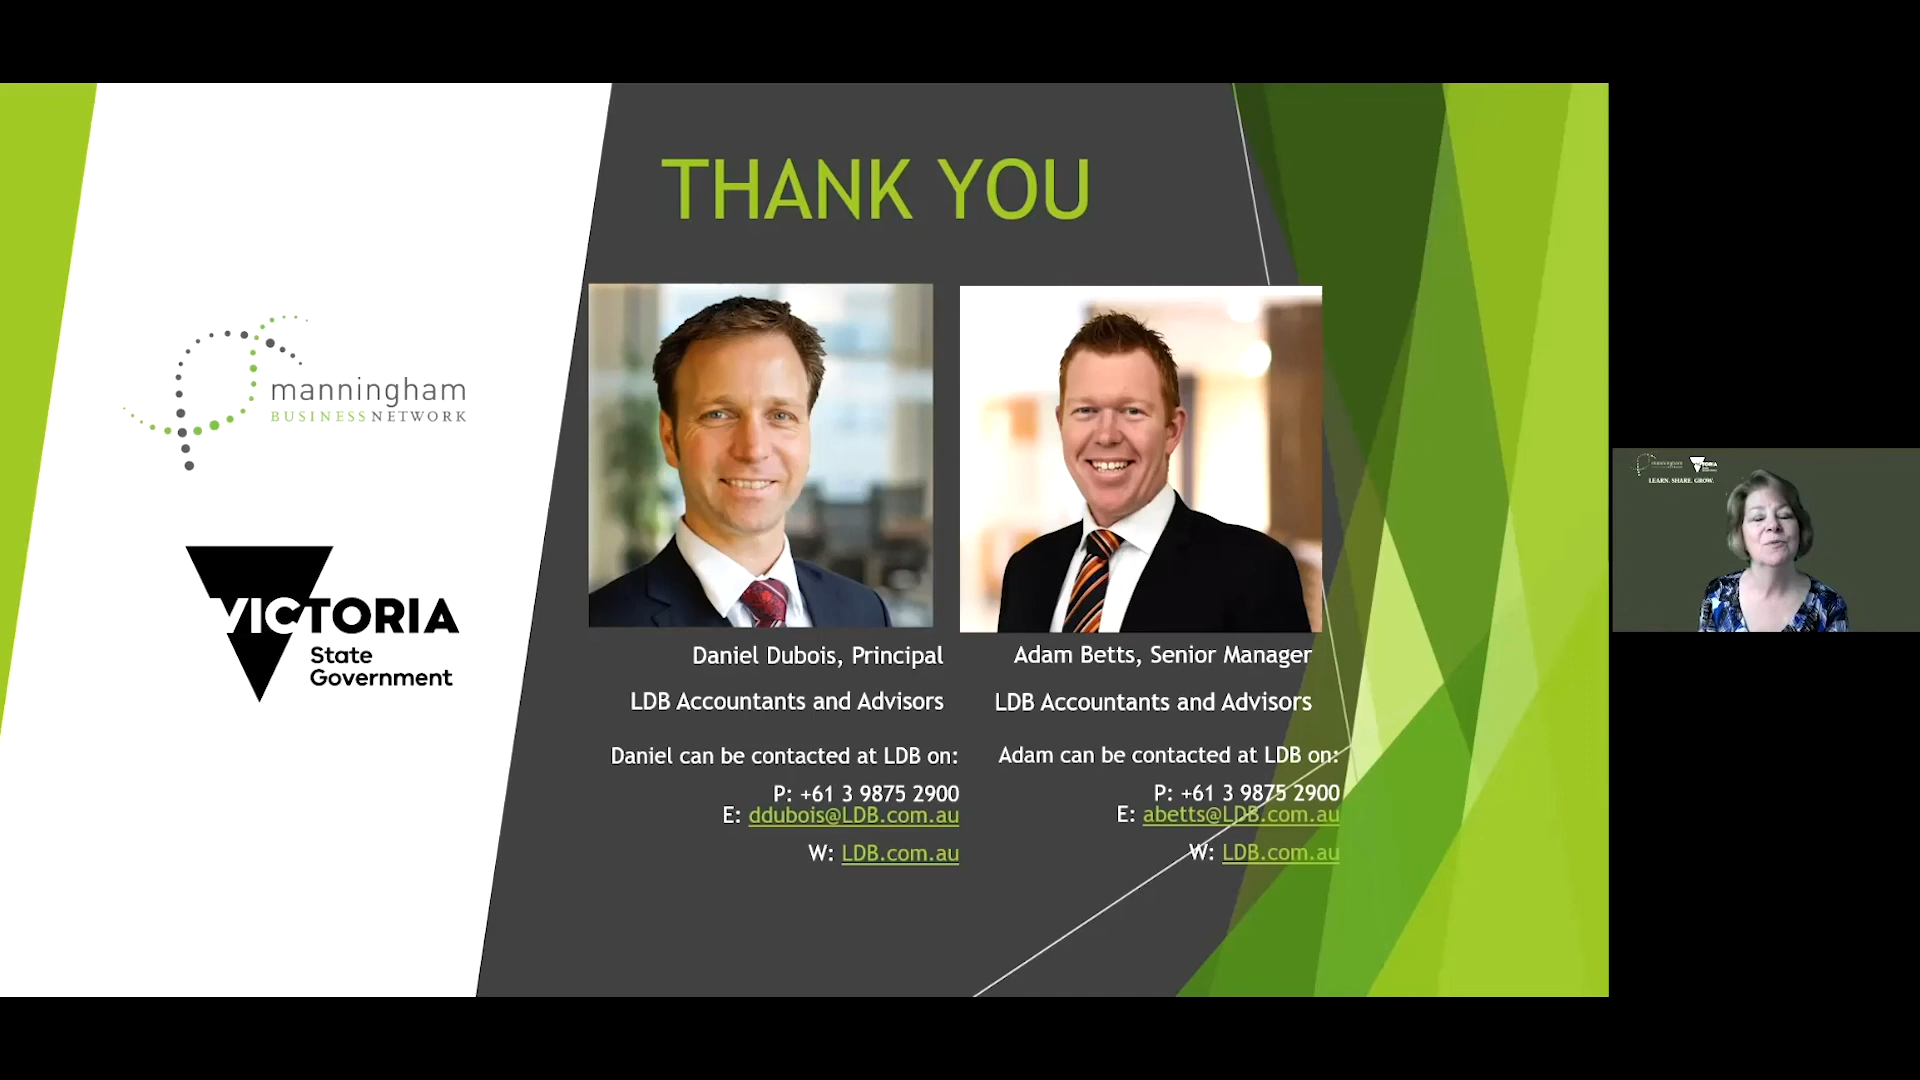 THANK YOU
manningham
BUSINESS NETWORK
VICTORIA
State
Government
Daniel Dubois, Principal
LDB Accountants and Advisors
Daniel can be contacted at LDB on:
P: +61 3 9875 2900
E: ddubois@LDB.com.au
W: LDB.com.au
Adam Betts, Senior Manager
LDB Accountants and Advisors
Adam can be contacted at LDB on:
P: +61 3 9875 2900
E: abetts@LDB.com.au
W: LDB.com.au
manningham
VICTORIA
LEARN. SHARE. GROW.